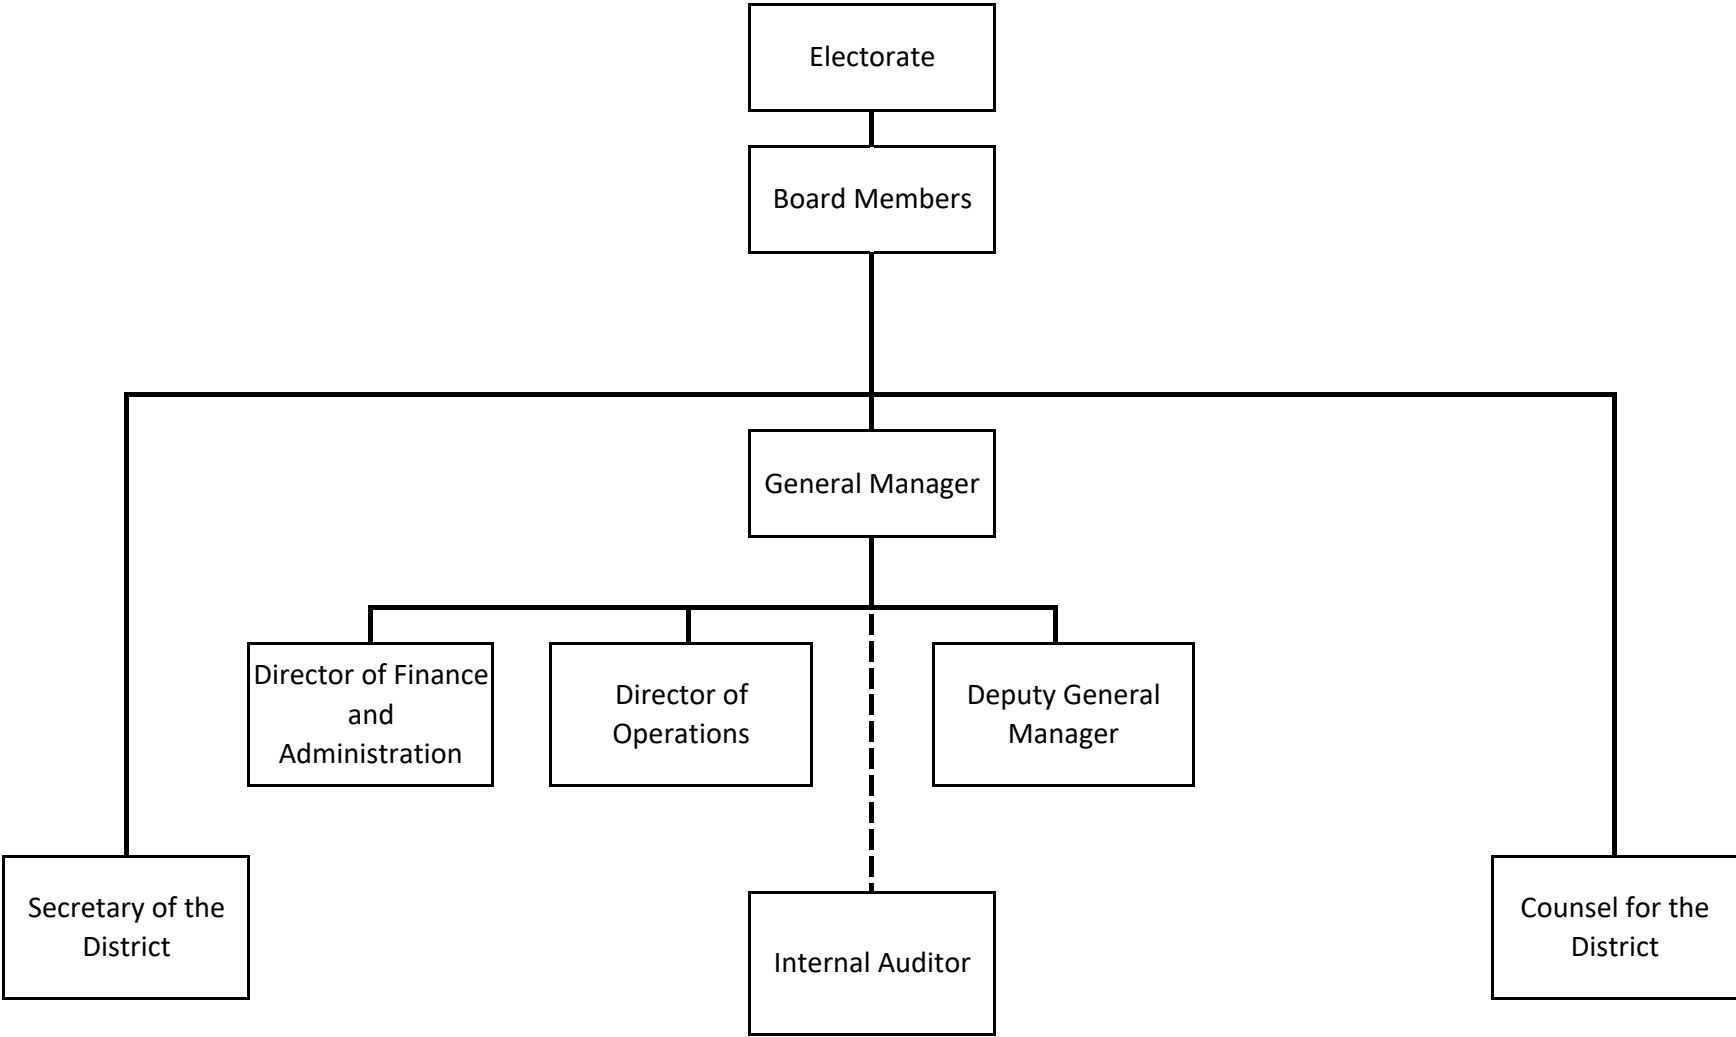 Electorate
Board Members
General Manager
Director of Finance
and
Administration
Director of
Operations
Deputy General
Manager
Secretary of the
District
Internal Auditor
Counsel for the
District